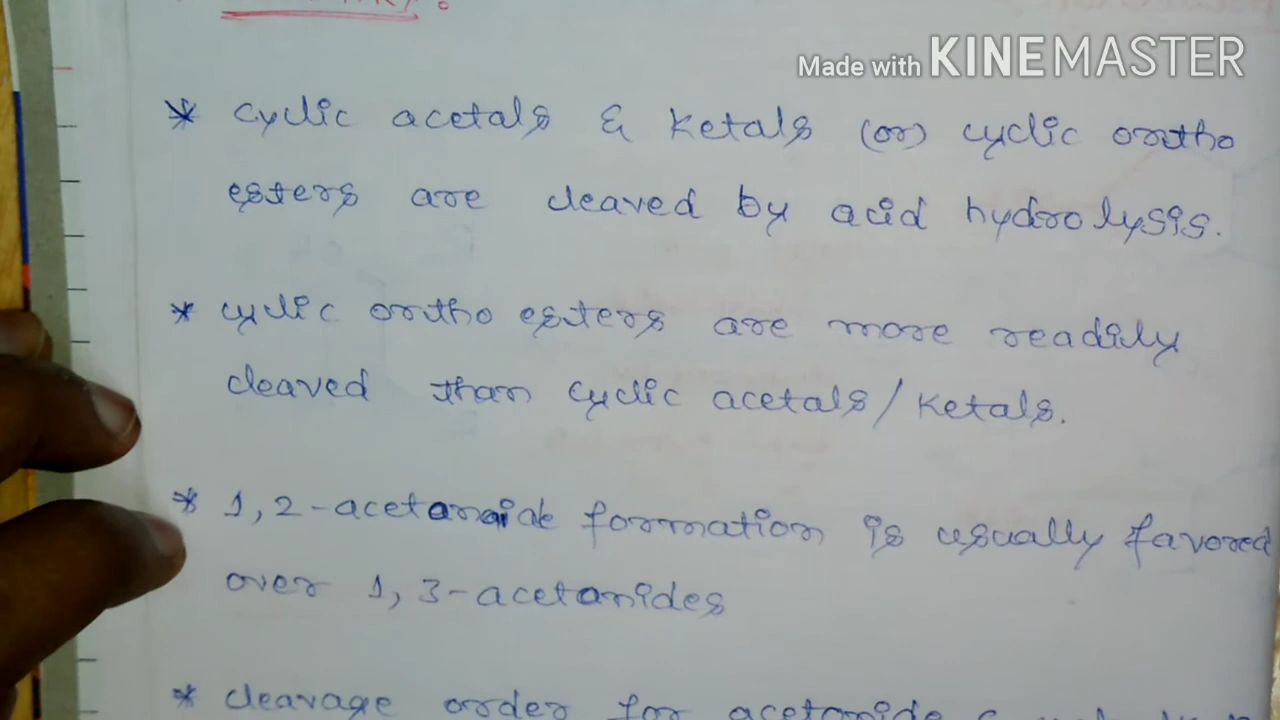 Made with KINEMASTER
* cyclic acetals & ketals (or) cyclic ortho
esters are cleaved by acid hydrolysis.
* cyclic ortho esters are more readily
cleaved than cyclic acetals/ketals.
* 1,2-acetonide formation is usually favored
over 1,3-acetonides
* cleavage order for acetonide &